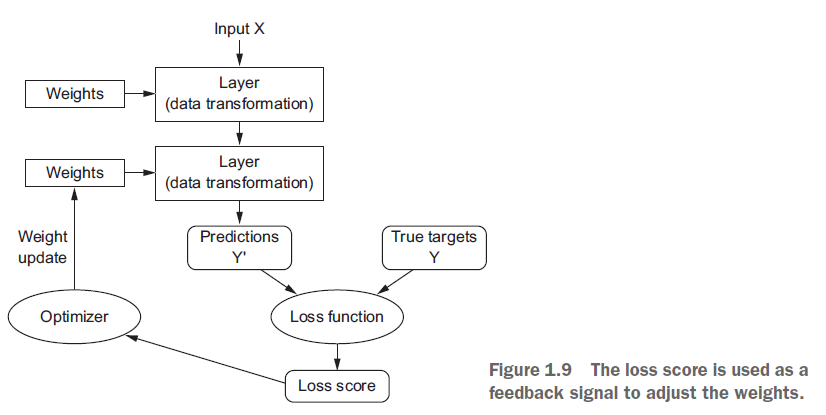 Input X
Weights
Layer
(data transformation)
Weights
Layer
(data transformation)
Weight
update
Predictions
Y'
True targets
Y
Optimizer
Loss function
Loss score
Figure 1.9 The loss score is used as a
feedback signal to adjust the weights.